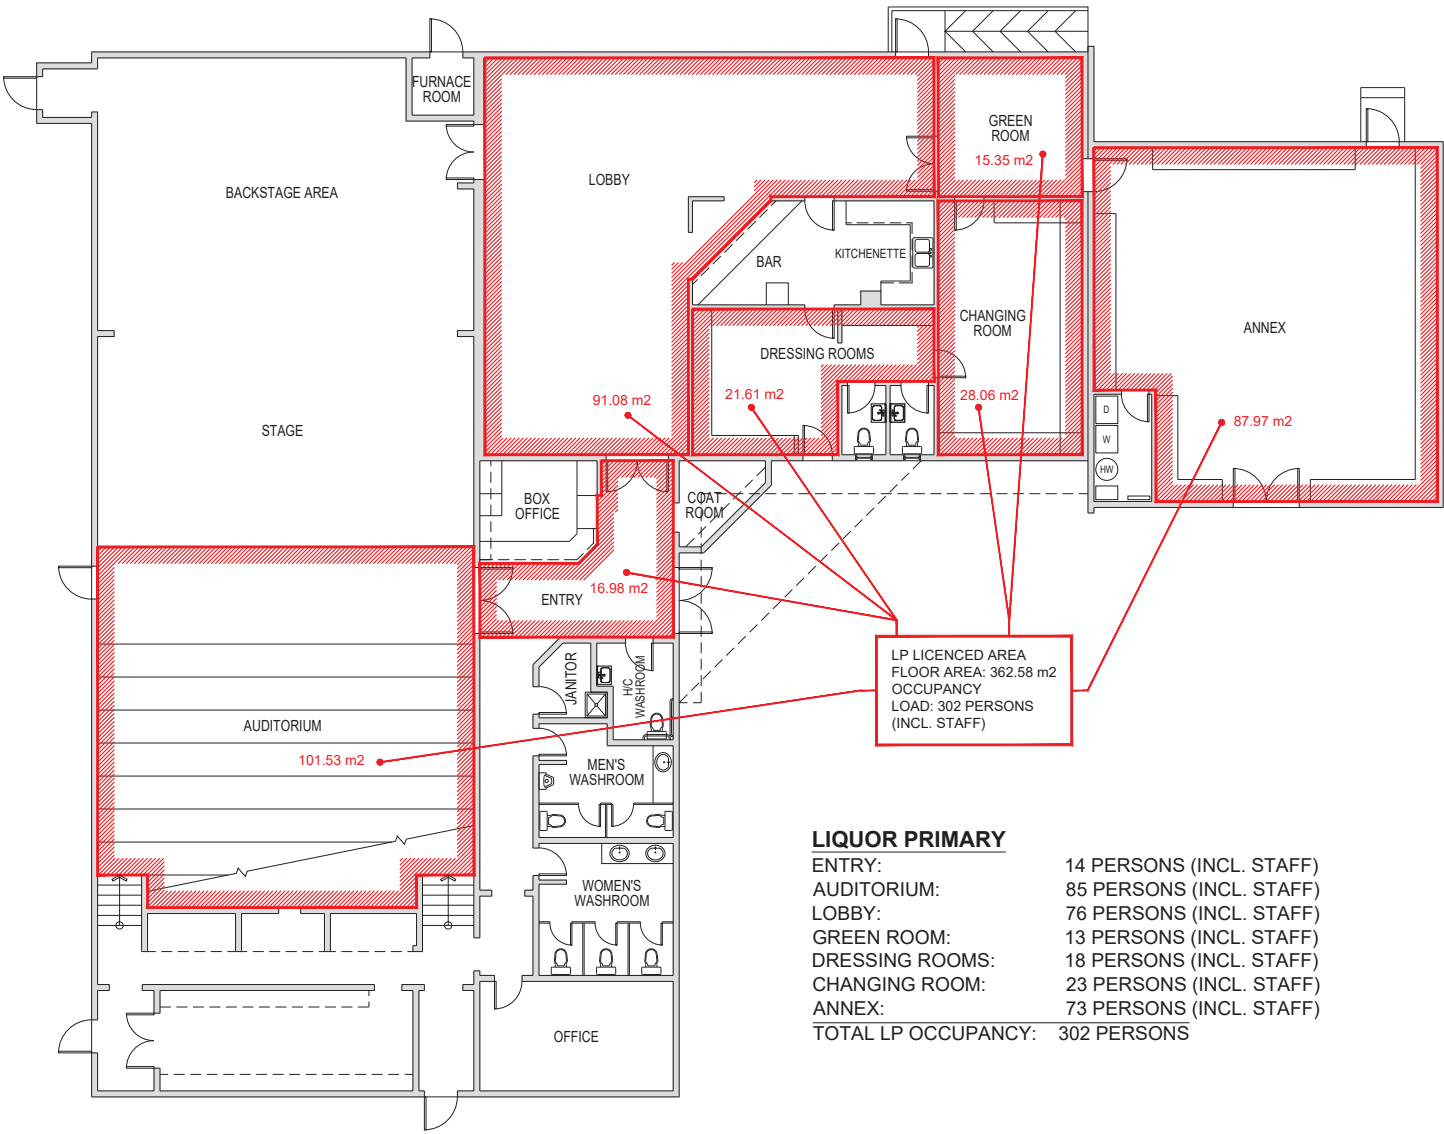 FURNACE
ROOM
GREEN
ROOM
15.35 m2
BACKSTAGE AREA
LOBBY
KITCHENETTE
BAR
CHANGING
ROOM
ANNEX
DRESSING ROOMS
91.08 m2
21.61 m2
28.06 m2
87.97 m2
STAGE
D
W
HW
BOX
OFFICE
COAT
ROOM
16.98 m2
ENTRY
LP LICENCED AREA
FLOOR AREA: 362.58 m2
OCCUPANCY
LOAD: 302 PERSONS
(INCL. STAFF)
JANITOR
H/C
WASHROOM
AUDITORIUM
101.53 m2
MEN'S
WASHROOM
WOMEN'S
WASHROOM
OFFICE
LIQUOR PRIMARY
ENTRY: 14 PERSONS (INCL. STAFF)
AUDITORIUM: 85 PERSONS (INCL. STAFF)
LOBBY: 76 PERSONS (INCL. STAFF)
GREEN ROOM: 13 PERSONS (INCL. STAFF)
DRESSING ROOMS: 18 PERSONS (INCL. STAFF)
CHANGING ROOM: 23 PERSONS (INCL. STAFF)
ANNEX: 73 PERSONS (INCL. STAFF)
TOTAL LP OCCUPANCY: 302 PERSONS